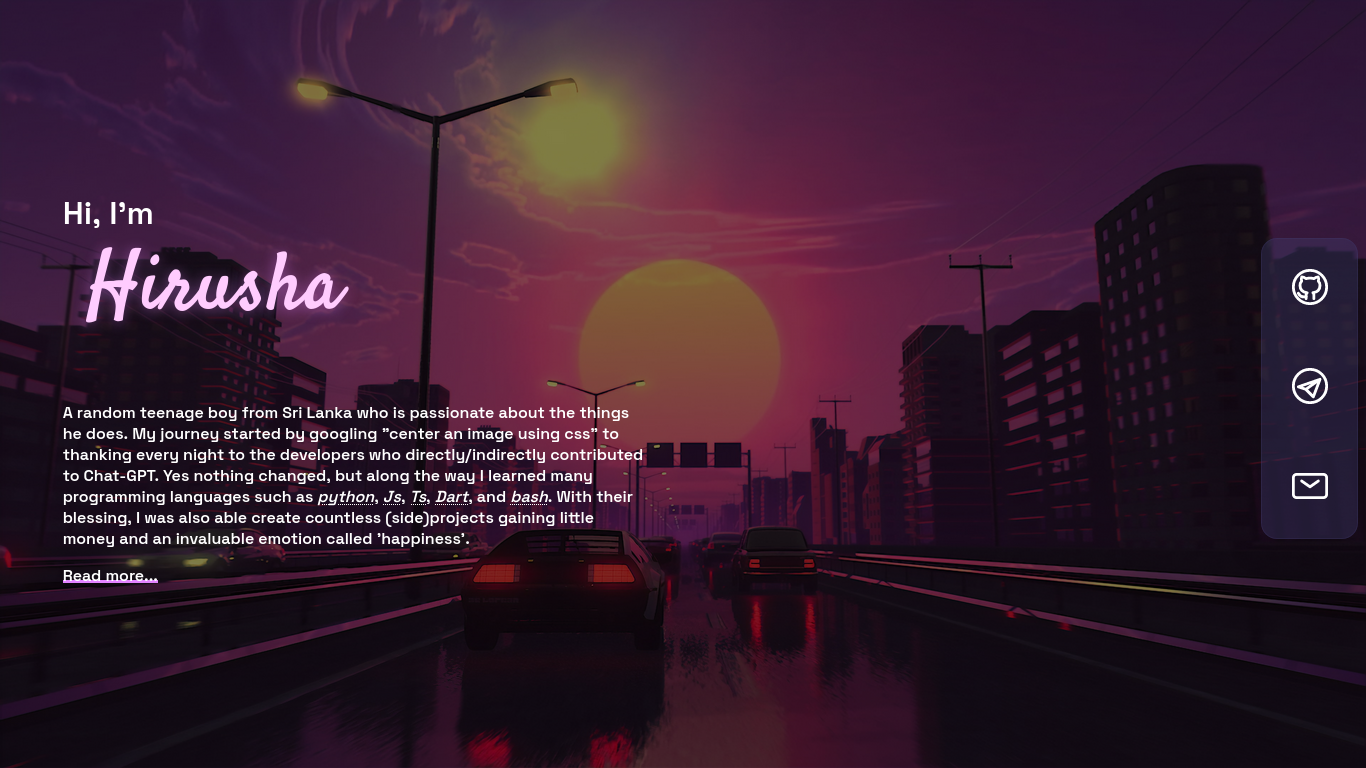 Hi, I’m
Hirusha
A random teenage boy from Sri Lanka who is passionate about the things
he does. My journey started by googling ”center an image using css” to
thanking every night to the developers who directly/indirectly contributed
to Chat-GPT. Yes nothing changed, but along the way I learned many
programming languages such as python, Js, Ts, Dart, and bash. With their
blessing, I was also able create countless (side)projects gaining little
money and an invaluable emotion called ’happiness’.
Read more...